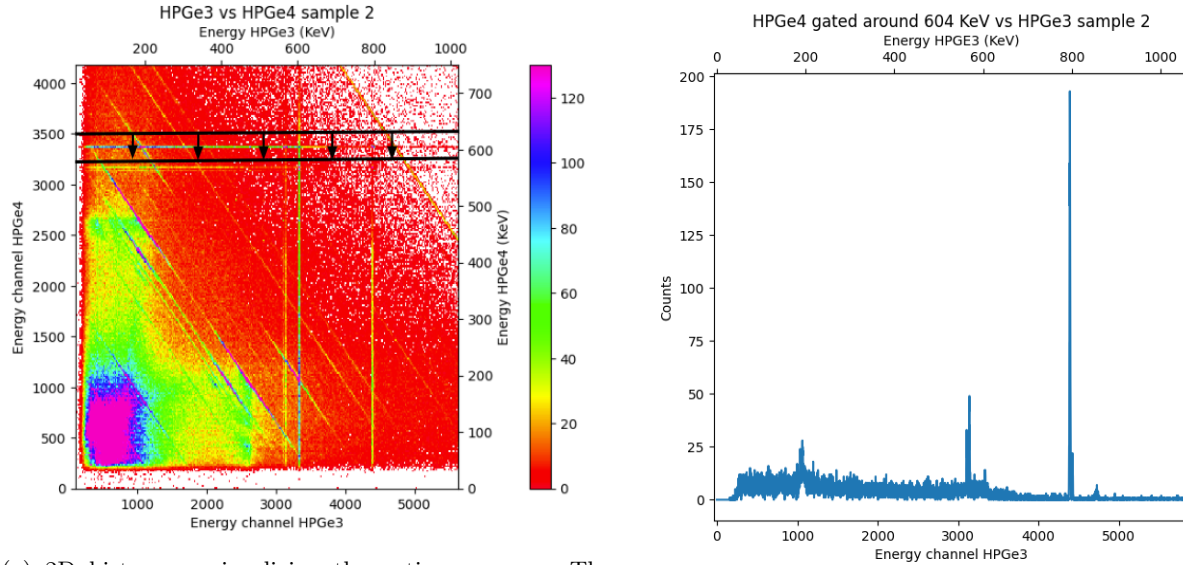 HPGe3 vs HPGe4 sample 2
Energy HPGE3 (KeV)
200 400 600 800 1000
4000
3500
3000
2500
2000
1500
1000
500
0
Energy channel HPGe4
700
600
500
400
300
200
100
0
Energy HPGe4 (KeV)
120
100
80
60
40
20
0
1000 2000 3000 4000 5000
Energy channel HPGe3
HPGe4 gated around 604 KeV vs HPGe3 sample 2
Energy HPGE3 (KeV)
0 200 400 600 800 1000
200
175
150
125
100
75
50
25
0
Counts
0 1000 2000 3000 4000 5000
Energy channel HPGe3